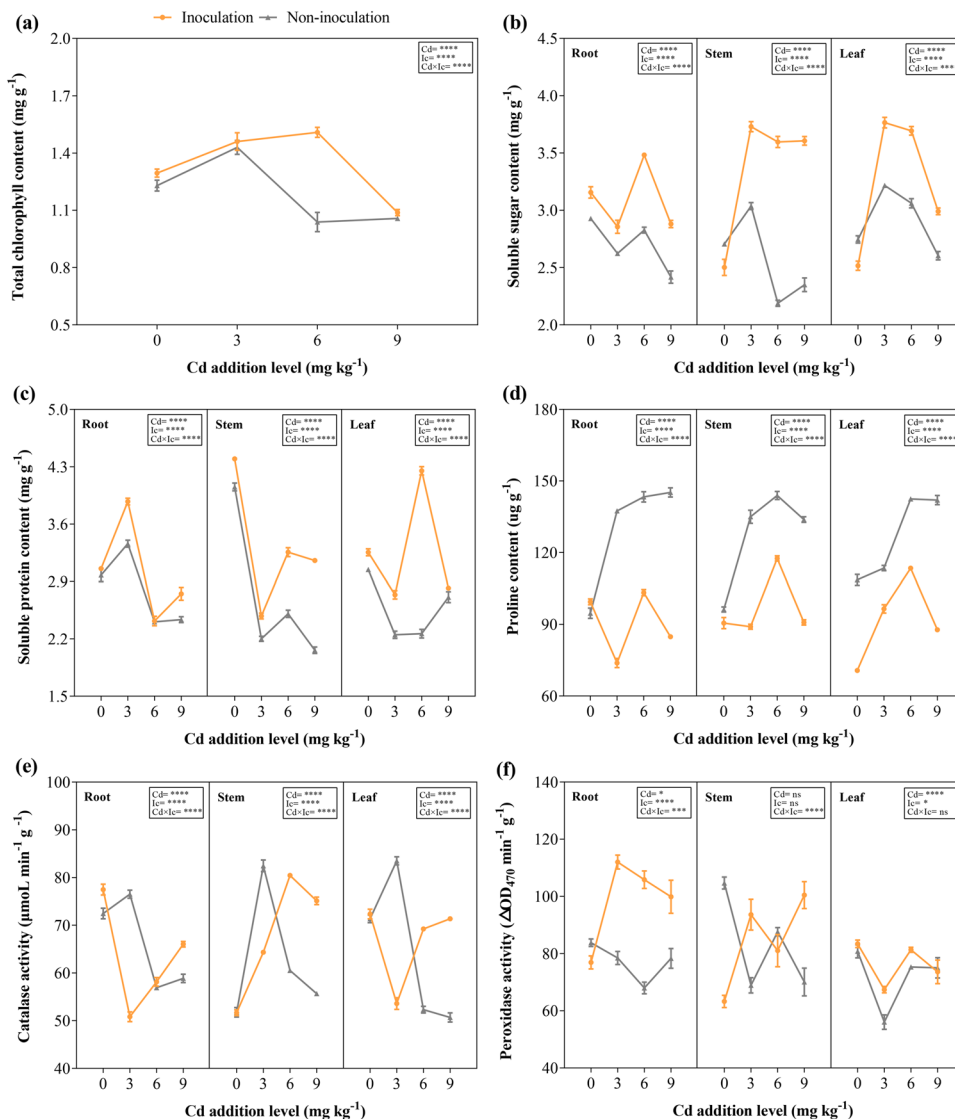 (a)
Inoculation
Non-inoculation
2.0
1.7
1.4
1.1
0.8
0.5
Total chlorophyll content (mg g⁻¹)
Cd= ****
Ic= ****
Cd×Ic= ****
0 3 6 9
Cd addition level (mg kg⁻¹)
(b)
4.5
4.0
3.5
3.0
2.5
2.0
Soluble sugar content (mg g⁻¹)
Root
Cd= ****
Ic= ****
Cd×Ic= ****
Stem
Cd= ****
Ic= ****
Cd×Ic= ****
Leaf
Cd= ****
Ic= ****
Cd×Ic= ****
0 3 6 9 0 3 6 9 0 3 6 9
Cd addition level (mg kg⁻¹)
(c)
5.0
4.3
3.6
2.9
2.2
1.5
Soluble protein content (mg g⁻¹)
Root
Cd= ****
Ic= ****
Cd×Ic= ****
Stem
Cd= ****
Ic= ****
Cd×Ic= ****
Leaf
Cd= ****
Ic= ****
Cd×Ic= ****
0 3 6 9 0 3 6 9 0 3 6 9
Cd addition level (mg kg⁻¹)
(d)
180
150
120
90
60
Proline content (ug g⁻¹)
Root
Cd= ****
Ic= ****
Cd×Ic= ****
Stem
Cd= ****
Ic= ****
Cd×Ic= ****
Leaf
Cd= ****
Ic= ****
Cd×Ic= ****
0 3 6 9 0 3 6 9 0 3 6 9
Cd addition level (mg kg⁻¹)
(e)
100
90
80
70
60
50
40
Catalase activity (μmoL min⁻¹ g⁻¹)
Root
Cd= ****
Ic= ****
Cd×Ic= ****
Stem
Cd= ****
Ic= ****
Cd×Ic= ****
Leaf
Cd= ****
Ic= ****
Cd×Ic= ****
0 3 6 9 0 3 6 9 0 3 6 9
Cd addition level (mg kg⁻¹)
(f)
140
120
100
80
60
40
Peroxidase activity (ΔOD₄₇₀ min⁻¹ g⁻¹)
Root
Cd= *
Ic= ****
Cd×Ic= ***
Stem
Cd= ns
Ic= ns
Cd×Ic= ****
Leaf
Cd= ****
Ic= *
Cd×Ic= ns
0 3 6 9 0 3 6 9 0 3 6 9
Cd addition level (mg kg⁻¹)